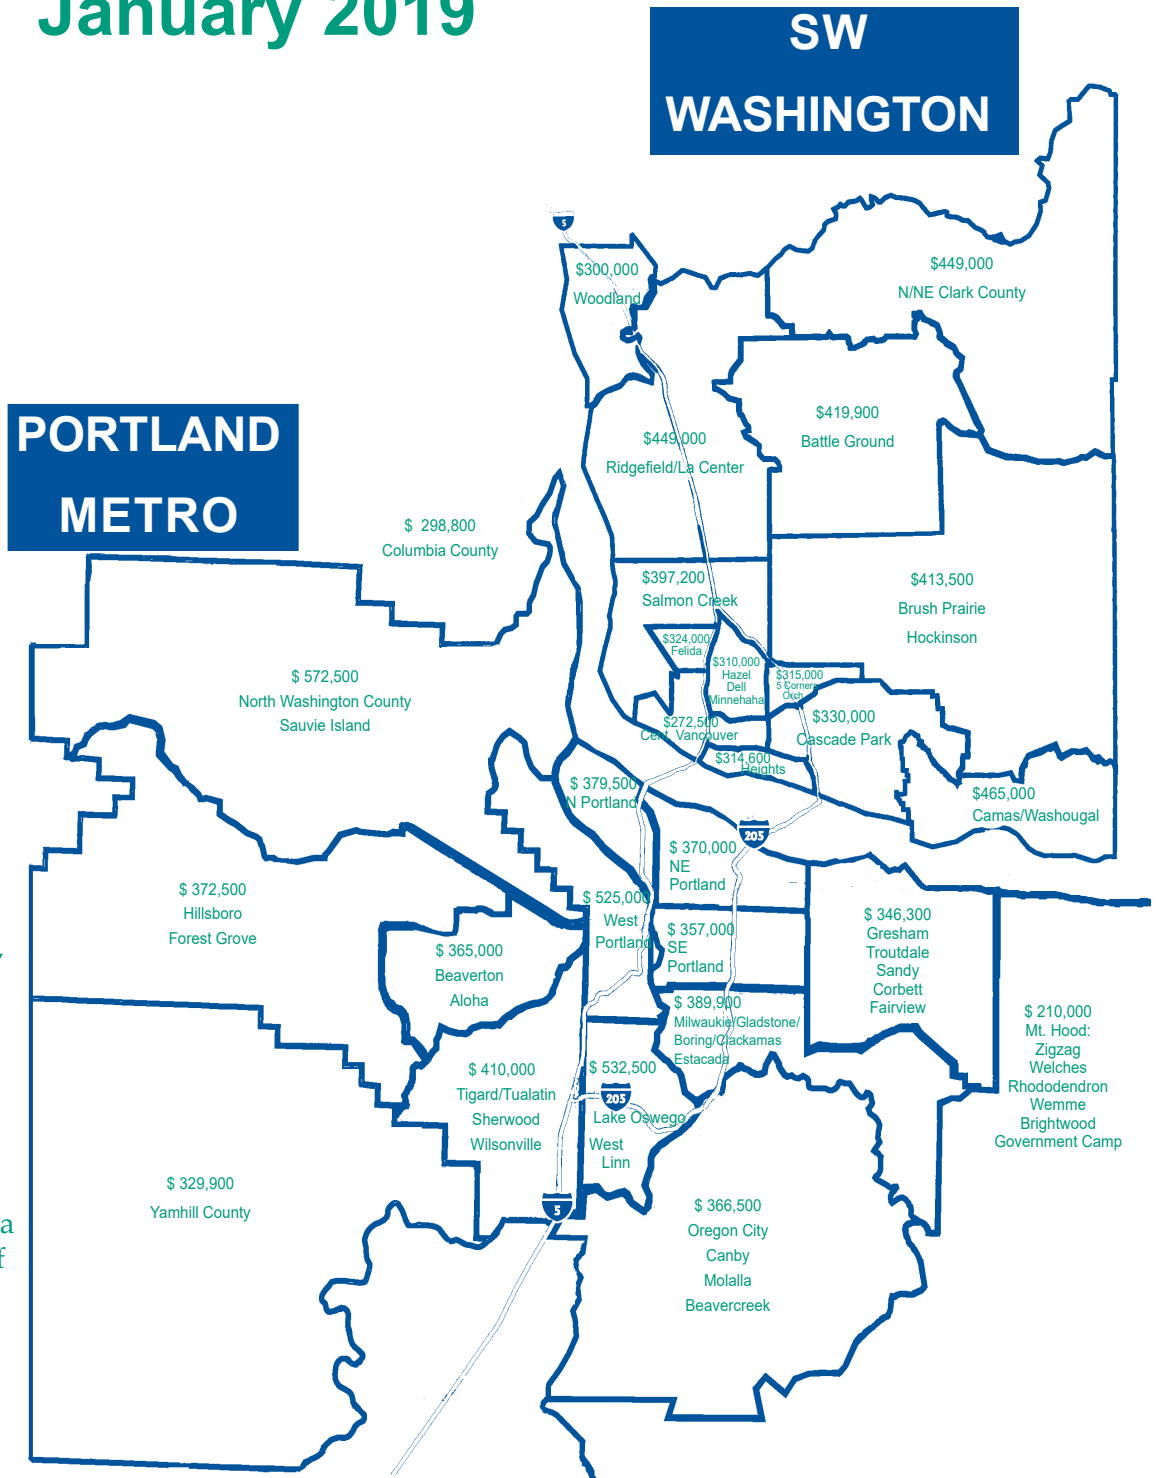 January 2019
SW
WASHINGTON
5
$300,000
Woodland
$449,000
N/NE Clark County
$419,900
Battle Ground
$449,000
Ridgefield/La Center
PORTLAND
METRO
$ 298,800
Columbia County
$397,200
Salmon Creek
$413,500
Brush Prairie
Hockinson
$324,000
Felida
$310,000
Hazel
Dell
Minnehaha
$315,000
5 Corners
Orch
$572,500
North Washington County
Sauvie Island
$272,500
Cent. Vancouver
$330,000
Cascade Park
$314,600
Heights
$ 379,500
N Portland
$465,000
Camas/Washougal
205
$ 370,000
NE
Portland
$ 372,500
Hillsboro
Forest Grove
$ 525,000
West
Portland
$ 357,000
SE
Portland
$ 346,300
Gresham
Troutdale
Sandy
Corbett
Fairview
$ 365,000
Beaverton
Aloha
$ 389,900
Milwaukie/Gladstone/
Boring/Clackamas
Estacada
$ 210,000
Mt. Hood:
Zigzag
Welches
Rhododendron
Wemme
Brightwood
Government Camp
$ 410,000
Tigard/Tualatin
Sherwood
Wilsonville
$ 532,500
205
Lake Oswego
West
Linn
$ 329,900
Yamhill County
5
a
f
$ 366,500
Oregon City
Canby
Molalla
Beavercreek